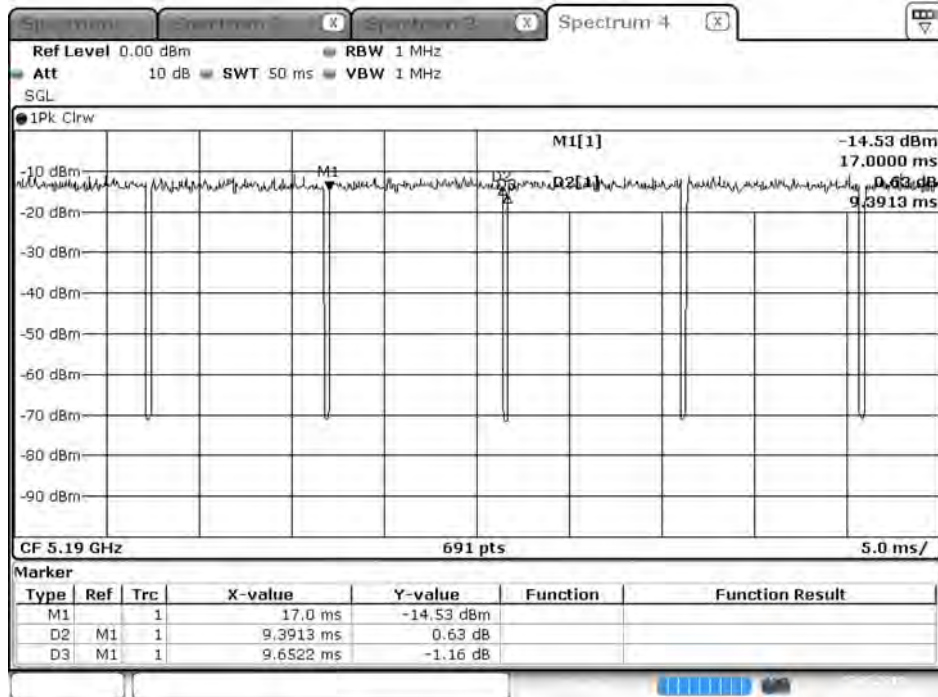 Spectrum 4
Ref Level 0.00 dBm RBW 1 MHz
Att 10 dB SWT 50 ms VBW 1 MHz
SGL
1Pk Clrw
M1[1] -14.53 dBm
17.0000 ms
D2[1] 0.63 dB
9.3913 ms
M1
D2
D3
-10 dBm
-20 dBm
-30 dBm
-40 dBm
-50 dBm
-60 dBm
-70 dBm
-80 dBm
-90 dBm
CF 5.19 GHz 691 pts 5.0 ms/
Marker
Type Ref Trc X-value Y-value Function Function Result
M1 1 17.0 ms -14.53 dBm
D2 M1 1 9.3913 ms 0.63 dB
D3 M1 1 9.6522 ms -1.16 dB